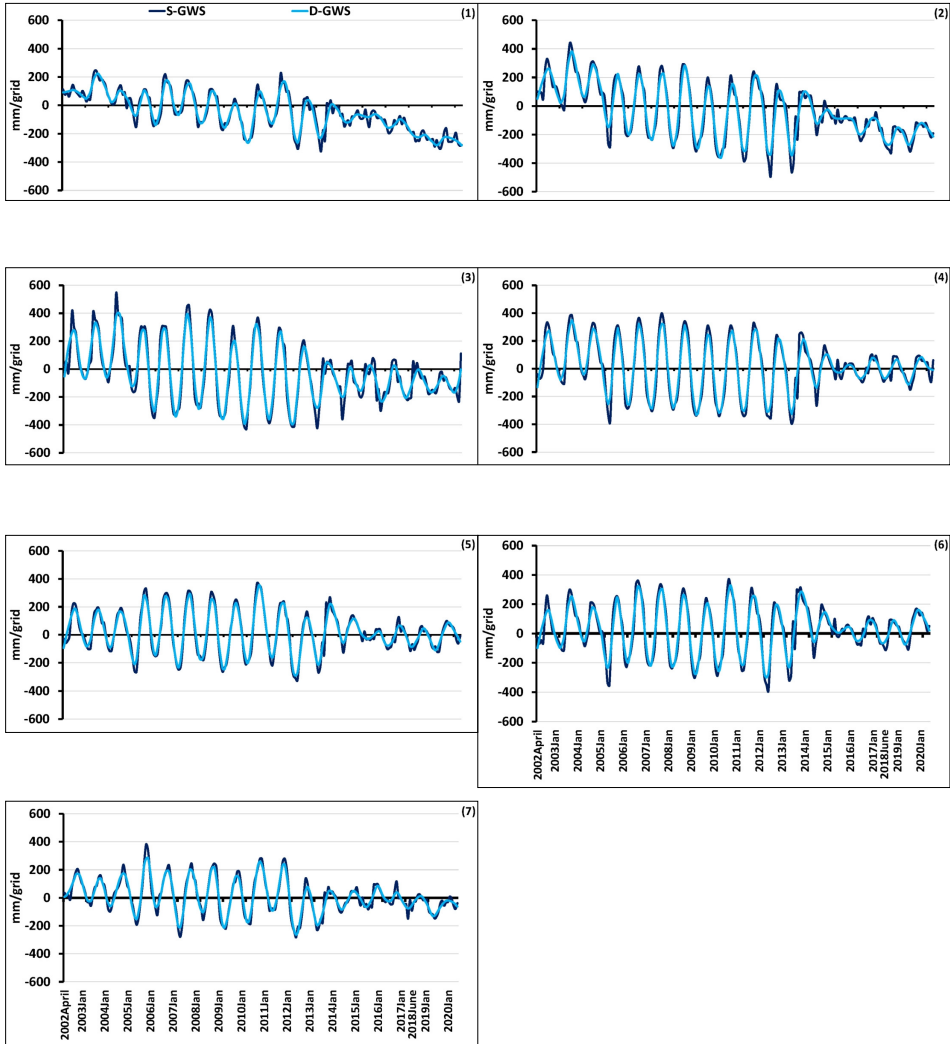 S-GWS D-GWS
(1)
600
400
200
0
-200
-400
-600
mm/grid
(2)
600
400
200
0
-200
-400
-600
mm/grid
(3)
600
400
200
0
-200
-400
-600
mm/grid
(4)
600
400
200
0
-200
-400
-600
mm/grid
(5)
600
400
200
0
-200
-400
-600
mm/grid
(6)
600
400
200
0
-200
-400
-600
mm/grid
2002April
2003Jan
2004Jan
2005Jan
2006Jan
2007Jan
2008Jan
2009Jan
2010Jan
2011Jan
2012Jan
2013Jan
2014Jan
2015Jan
2016Jan
2017Jan
2018June
2019Jan
2020Jan
(7)
600
400
200
0
-200
-400
-600
mm/grid
2002April
2003Jan
2004Jan
2005Jan
2006Jan
2007Jan
2008Jan
2009Jan
2010Jan
2011Jan
2012Jan
2013Jan
2014Jan
2015Jan
2016Jan
2017Jan
2018June
2019Jan
2020Jan